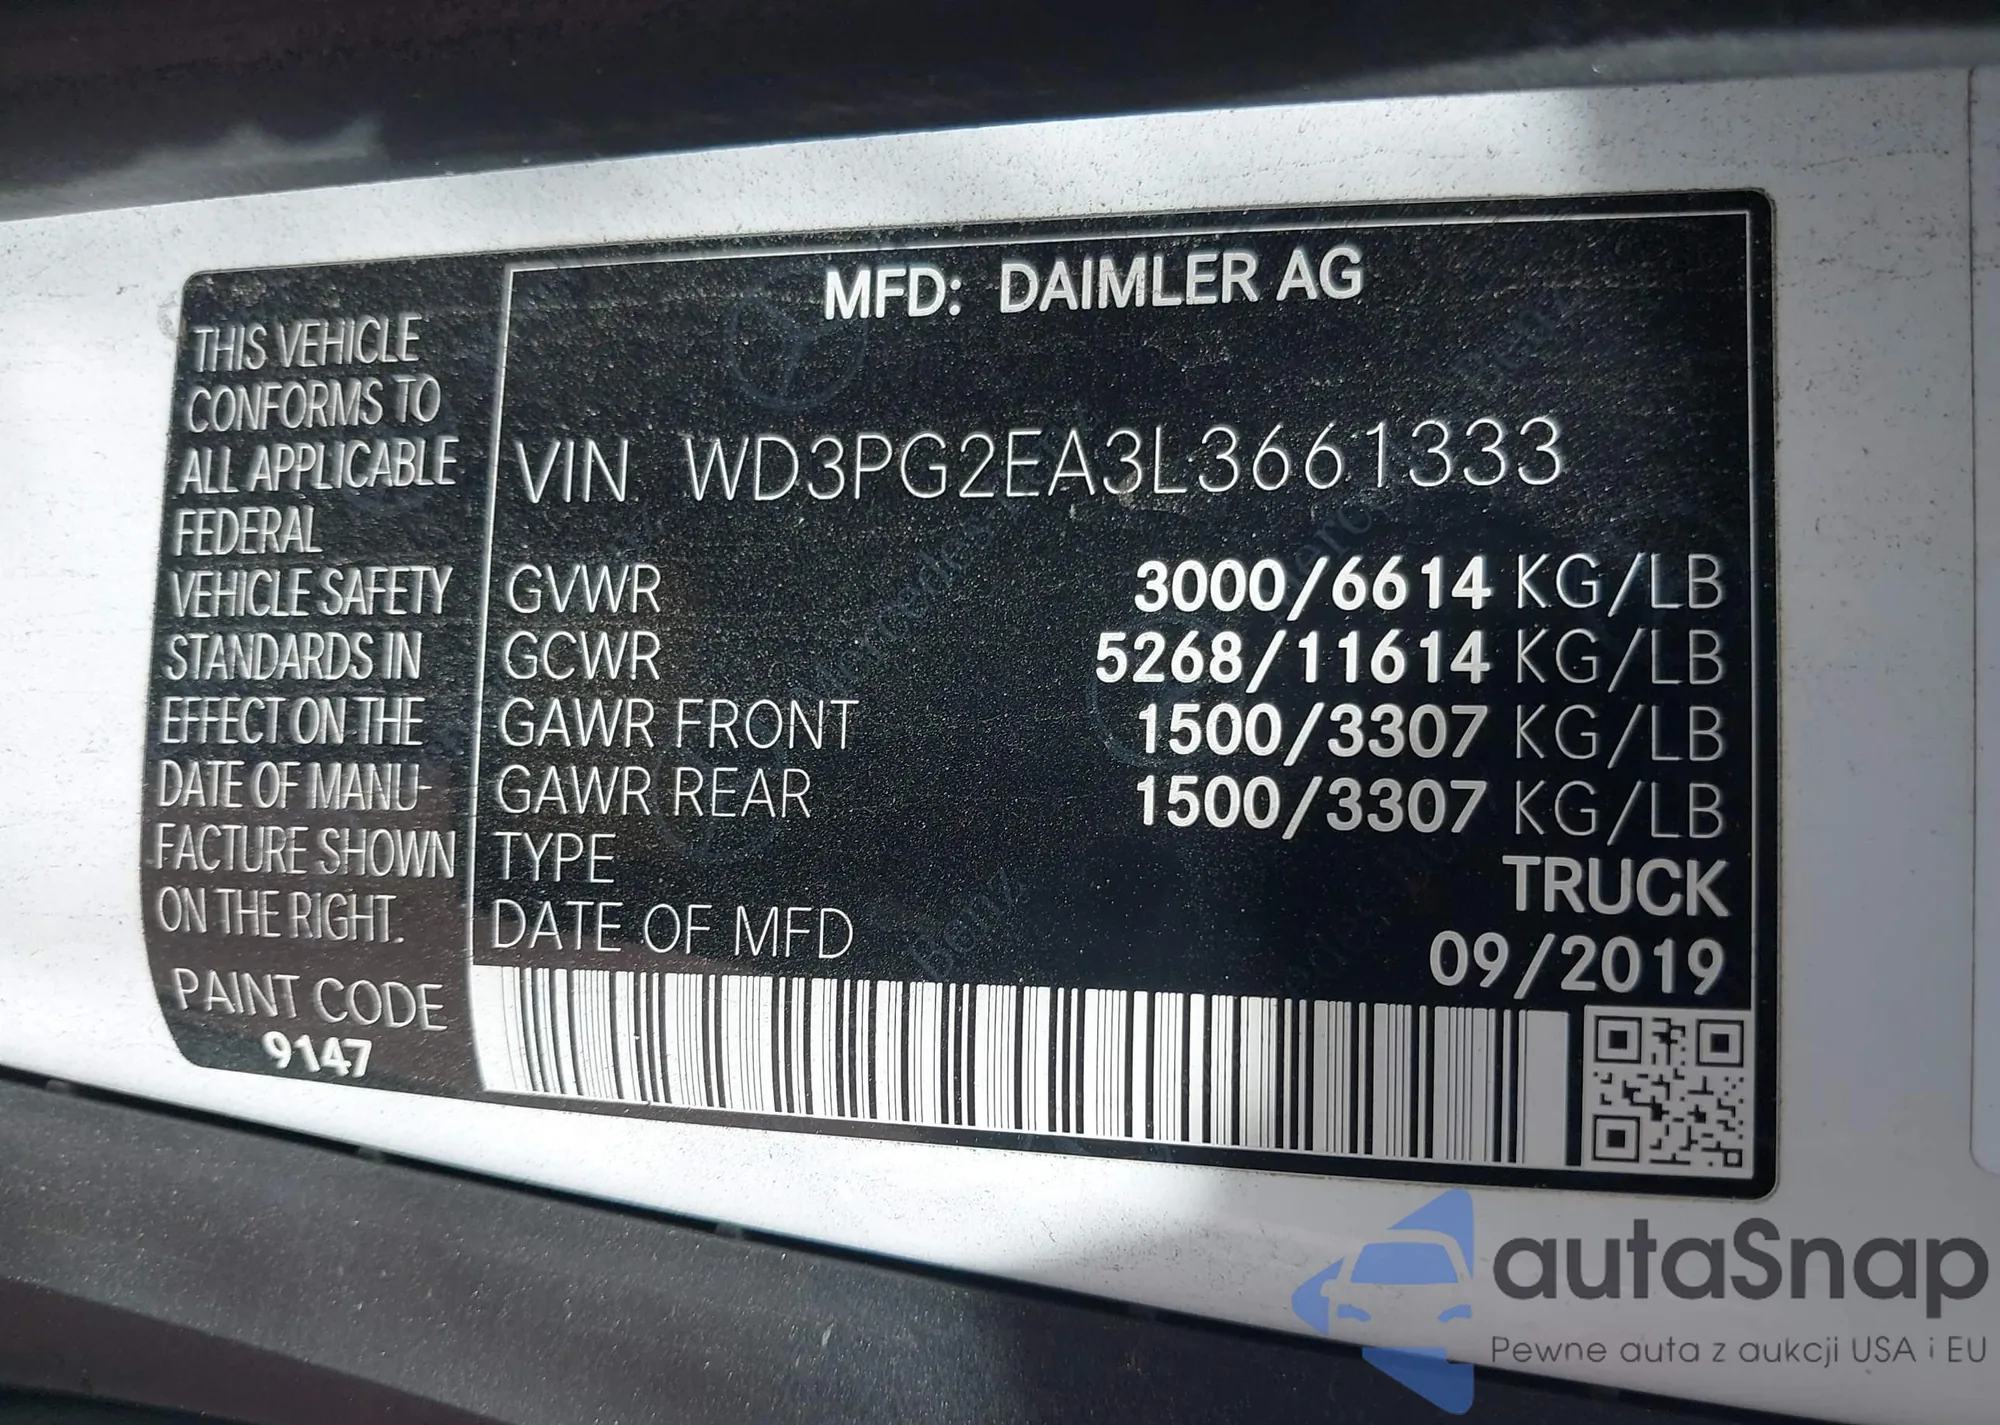 THIS VEHICLE
CONFORMS TO
ALL APPLICABLE
FEDERAL
VEHICLE SAFETY
STANDARDS IN
EFFECT ON THE
DATE OF MANU-
FACTURE SHOWN
ON THE RIGHT.
PAINT CODE
9147
MFD: DAIMLER AG
VIN WD3PG2EA3L3661333
GVWR 3000/6614 KG/LB
GCWR 5268/11614 KG/LB
GAWR FRONT 1500/3307 KG/LB
GAWR REAR 1500/3307 KG/LB
TYPE TRUCK
DATE OF MFD 09/2019
autaSnap
Pewne auta z aukcji USA i EU